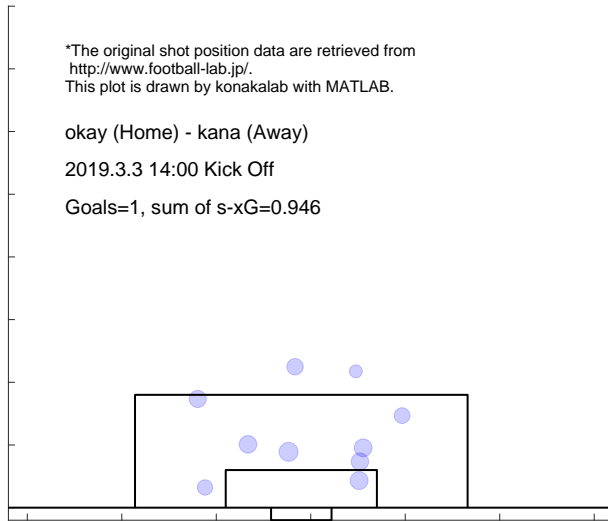 *The original shot position data are retrieved from
http://www.football-lab.jp/.
This plot is drawn by konakalab with MATLAB.
okay (Home) - kana (Away)
2019.3.3 14:00 Kick Off
Goals=1, sum of s-xG=0.946